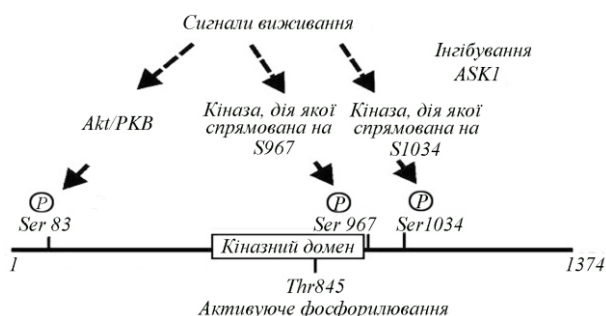 Сигнали виживання
Інгібування
ASK1
Akt/PKB
Кіназа, дія якої
спрямована на
S967
Кіназа, дія якої
спрямована на
S1034
P
Ser 83
P
Ser 967
P
Ser1034
Кіназний домен
1
1374
Thr845
Активуюче фосфорилювання